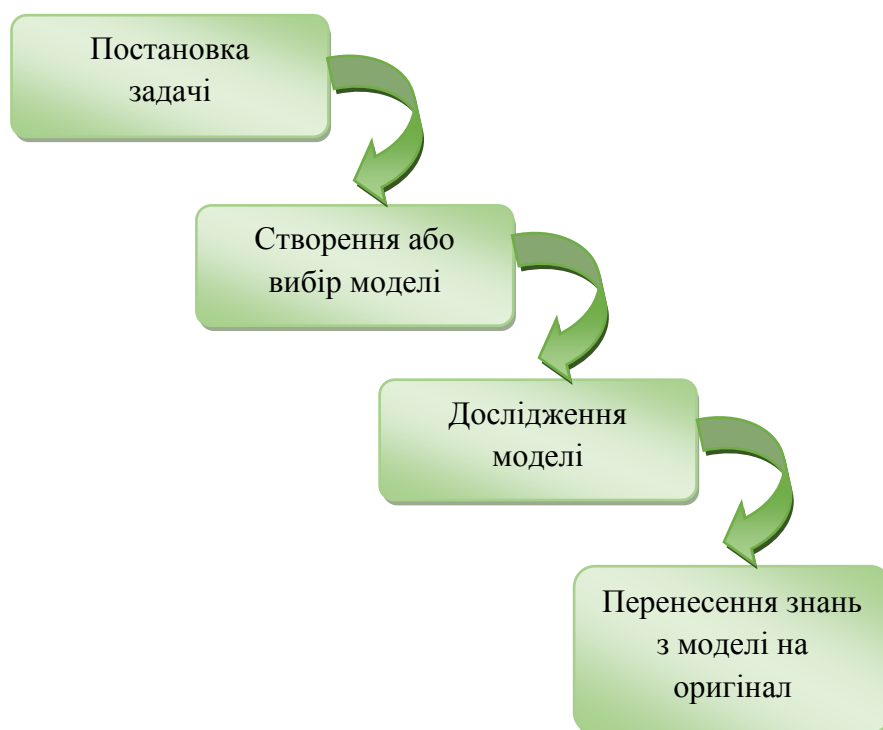 Постановка
задачі
Створення або
вибір моделі
Дослідження
моделі
Перенесення знань
з моделі на
оригінал